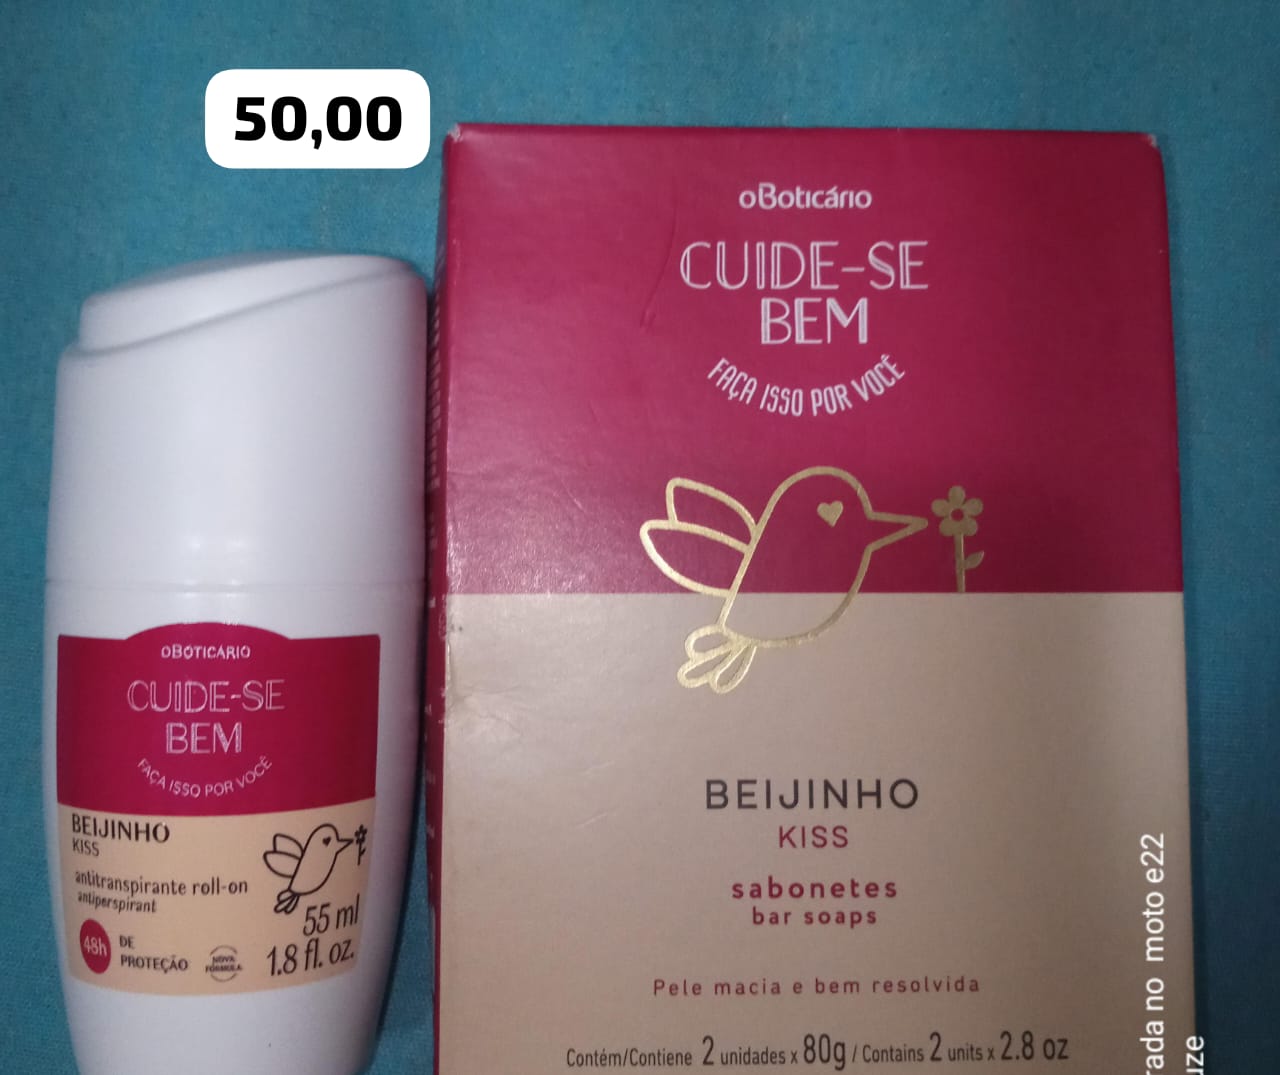 50,00
oBoticário
CUIDE-SE
BEM
FAÇA ISSO POR VOCÊ
BEIJINHO
KISS
sabonetes
bar soaps
Pele macia e bem resolvida
Contém/Contiene 2 unidades x 80g / Contains 2 units x 2.8 oz
oBOTICÁRIO
CUIDE-SE
BEM
FAÇA ISSO POR VOCÊ
BEIJINHO
KISS
antitranspirante roll-on
antiperspirant
55 ml
1.8 fl. oz.
48h
DE
PROTEÇÃO
NOVA
FÓRMULA
no moto e22